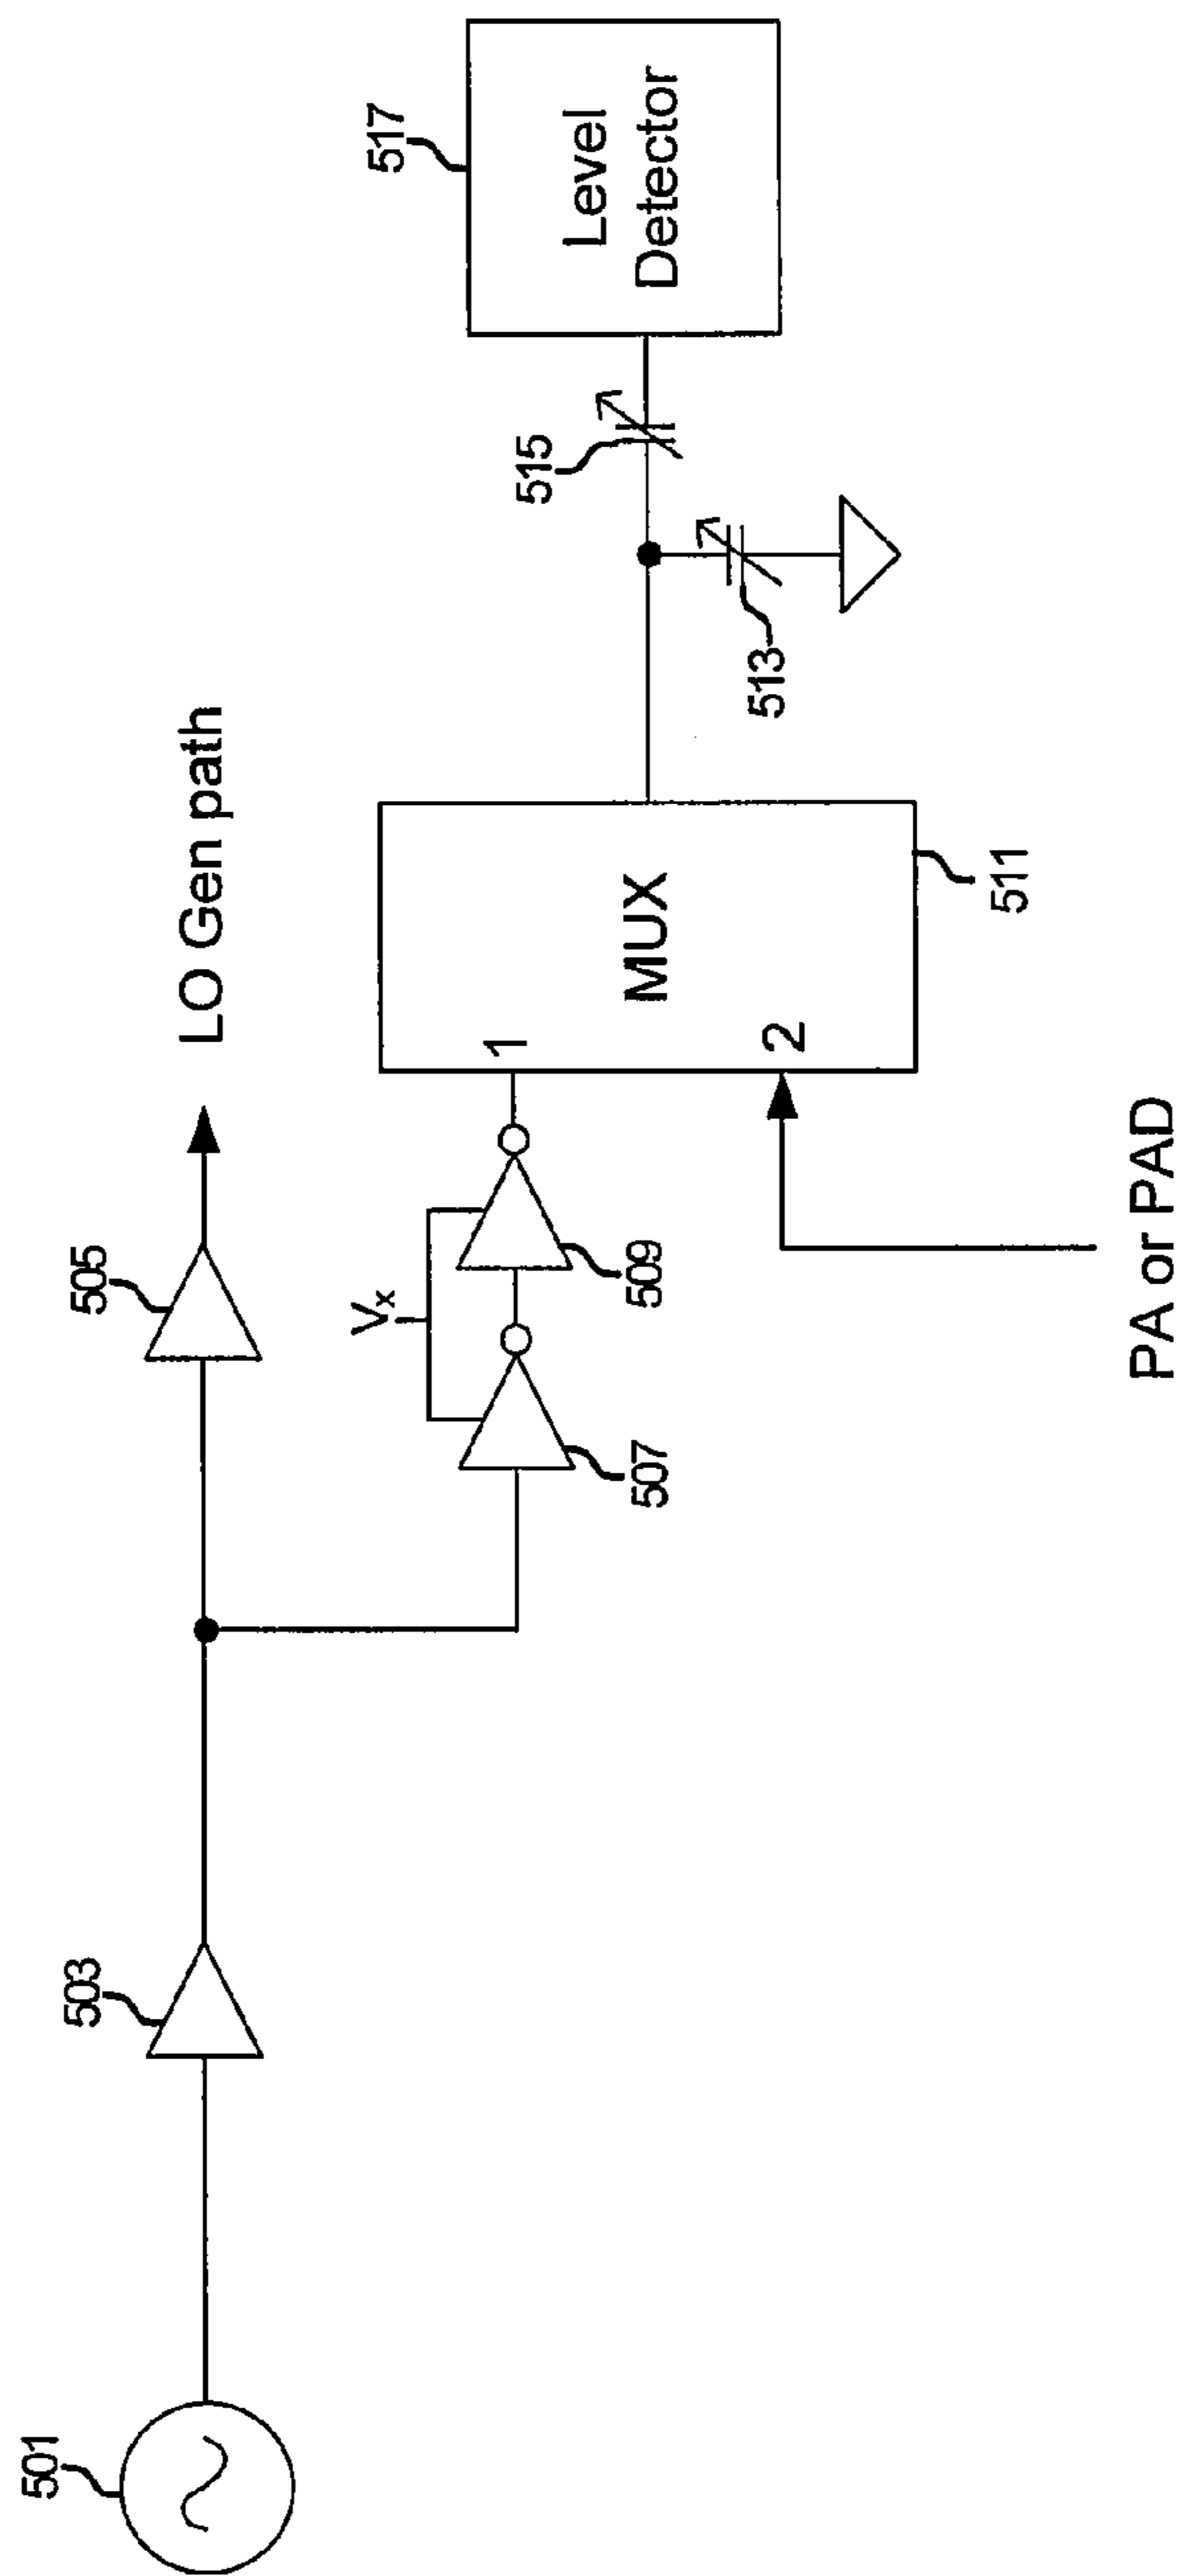 501
503
505
LO Gen path
Vx
507
509
1
2
MUX
511
PA or PAD
513
515
517
Level
Detector